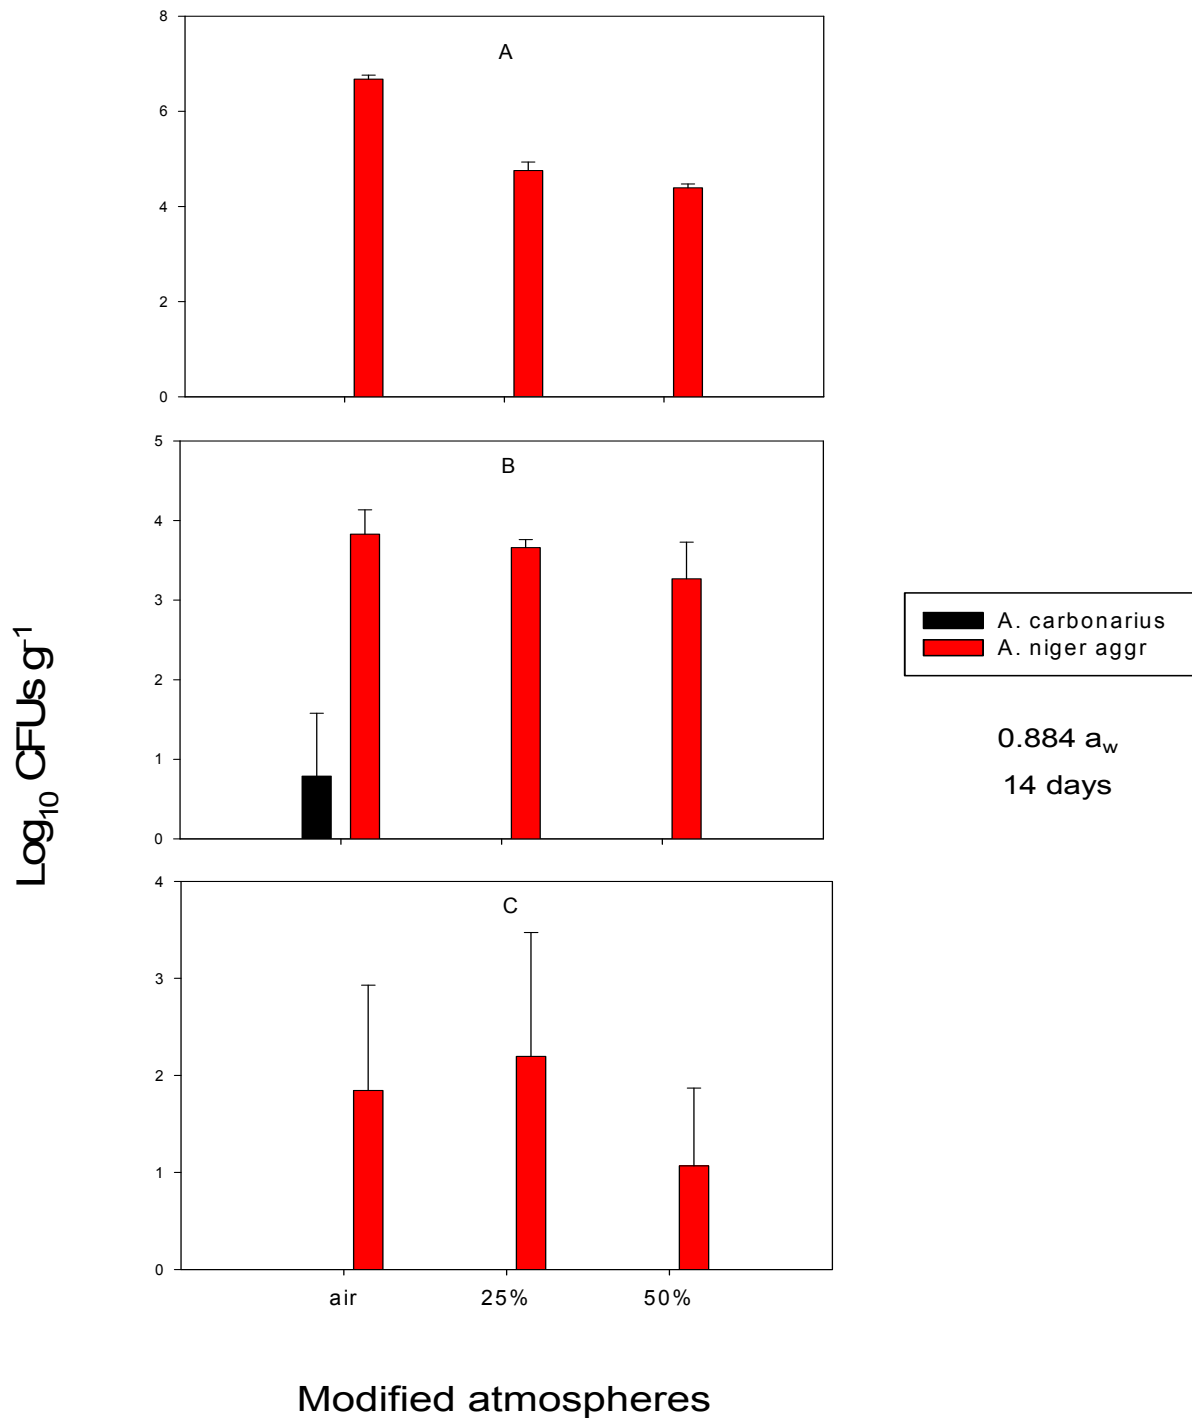 8
A
6
4
2
0
5
B
4
3
2
1
0
4
C
3
2
1
0
air 25% 50%
Modified atmospheres
Log₁₀ CFUs g⁻¹
A. carbonarius
A. niger aggr
0.884 a_w
14 days